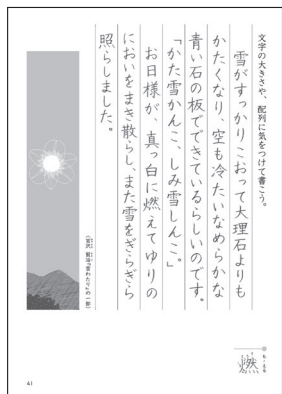 文字の大きさや、配列に気をつけて書こう。
雪がすっかりこおって大理石よりも
かたくなり、空も冷たいなめらかな
青い石の板でできているらしいのです。
「かた雪かんこ、しみ雪しんこ。」
お日様が、真っ白に燃えてゆりの
においをまき散らし、また雪をぎらぎら
照らしました。
(宮沢 賢治「雪わたり」の一部)
燃
も-える
41